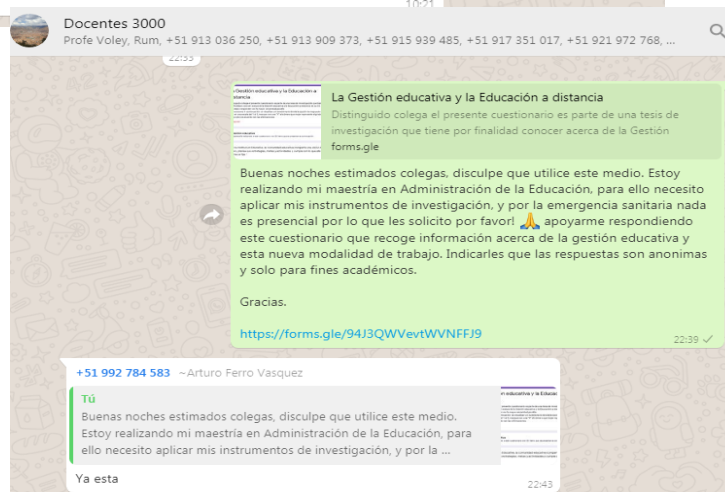 10:21
Docentes 3000
Profe Voley, Rum, +51 913 036 250, +51 913 909 373, +51 915 939 485, +51 917 351 017, +51 921 972 768, ...
22:33
La Gestión educativa y la Educación a distancia
Distinguido colega el presente cuestionario es parte de una tesis de
investigación que tiene por finalidad conocer acerca de la Gestión
forms.gle
Buenas noches estimados colegas, disculpe que utilice este medio. Estoy
realizando mi maestría en Administración de la Educación, para ello necesito
aplicar mis instrumentos de investigación, y por la emergencia sanitaria nada
es presencial por lo que les solicito por favor! 🙏 apoyarme respondiendo
este cuestionario que recoge información acerca de la gestión educativa y
esta nueva modalidad de trabajo. Indicarles que las respuestas son anonimas
y solo para fines académicos.
Gracias.
https://forms.gle/94J3QWVevtWVNFFJ9
22:39
+51 992 784 583 ~Arturo Ferro Vasquez
Tú
Buenas noches estimados colegas, disculpe que utilice este medio.
Estoy realizando mi maestría en Administración de la Educación, para
ello necesito aplicar mis instrumentos de investigación, y por la ...
Ya esta
22:43